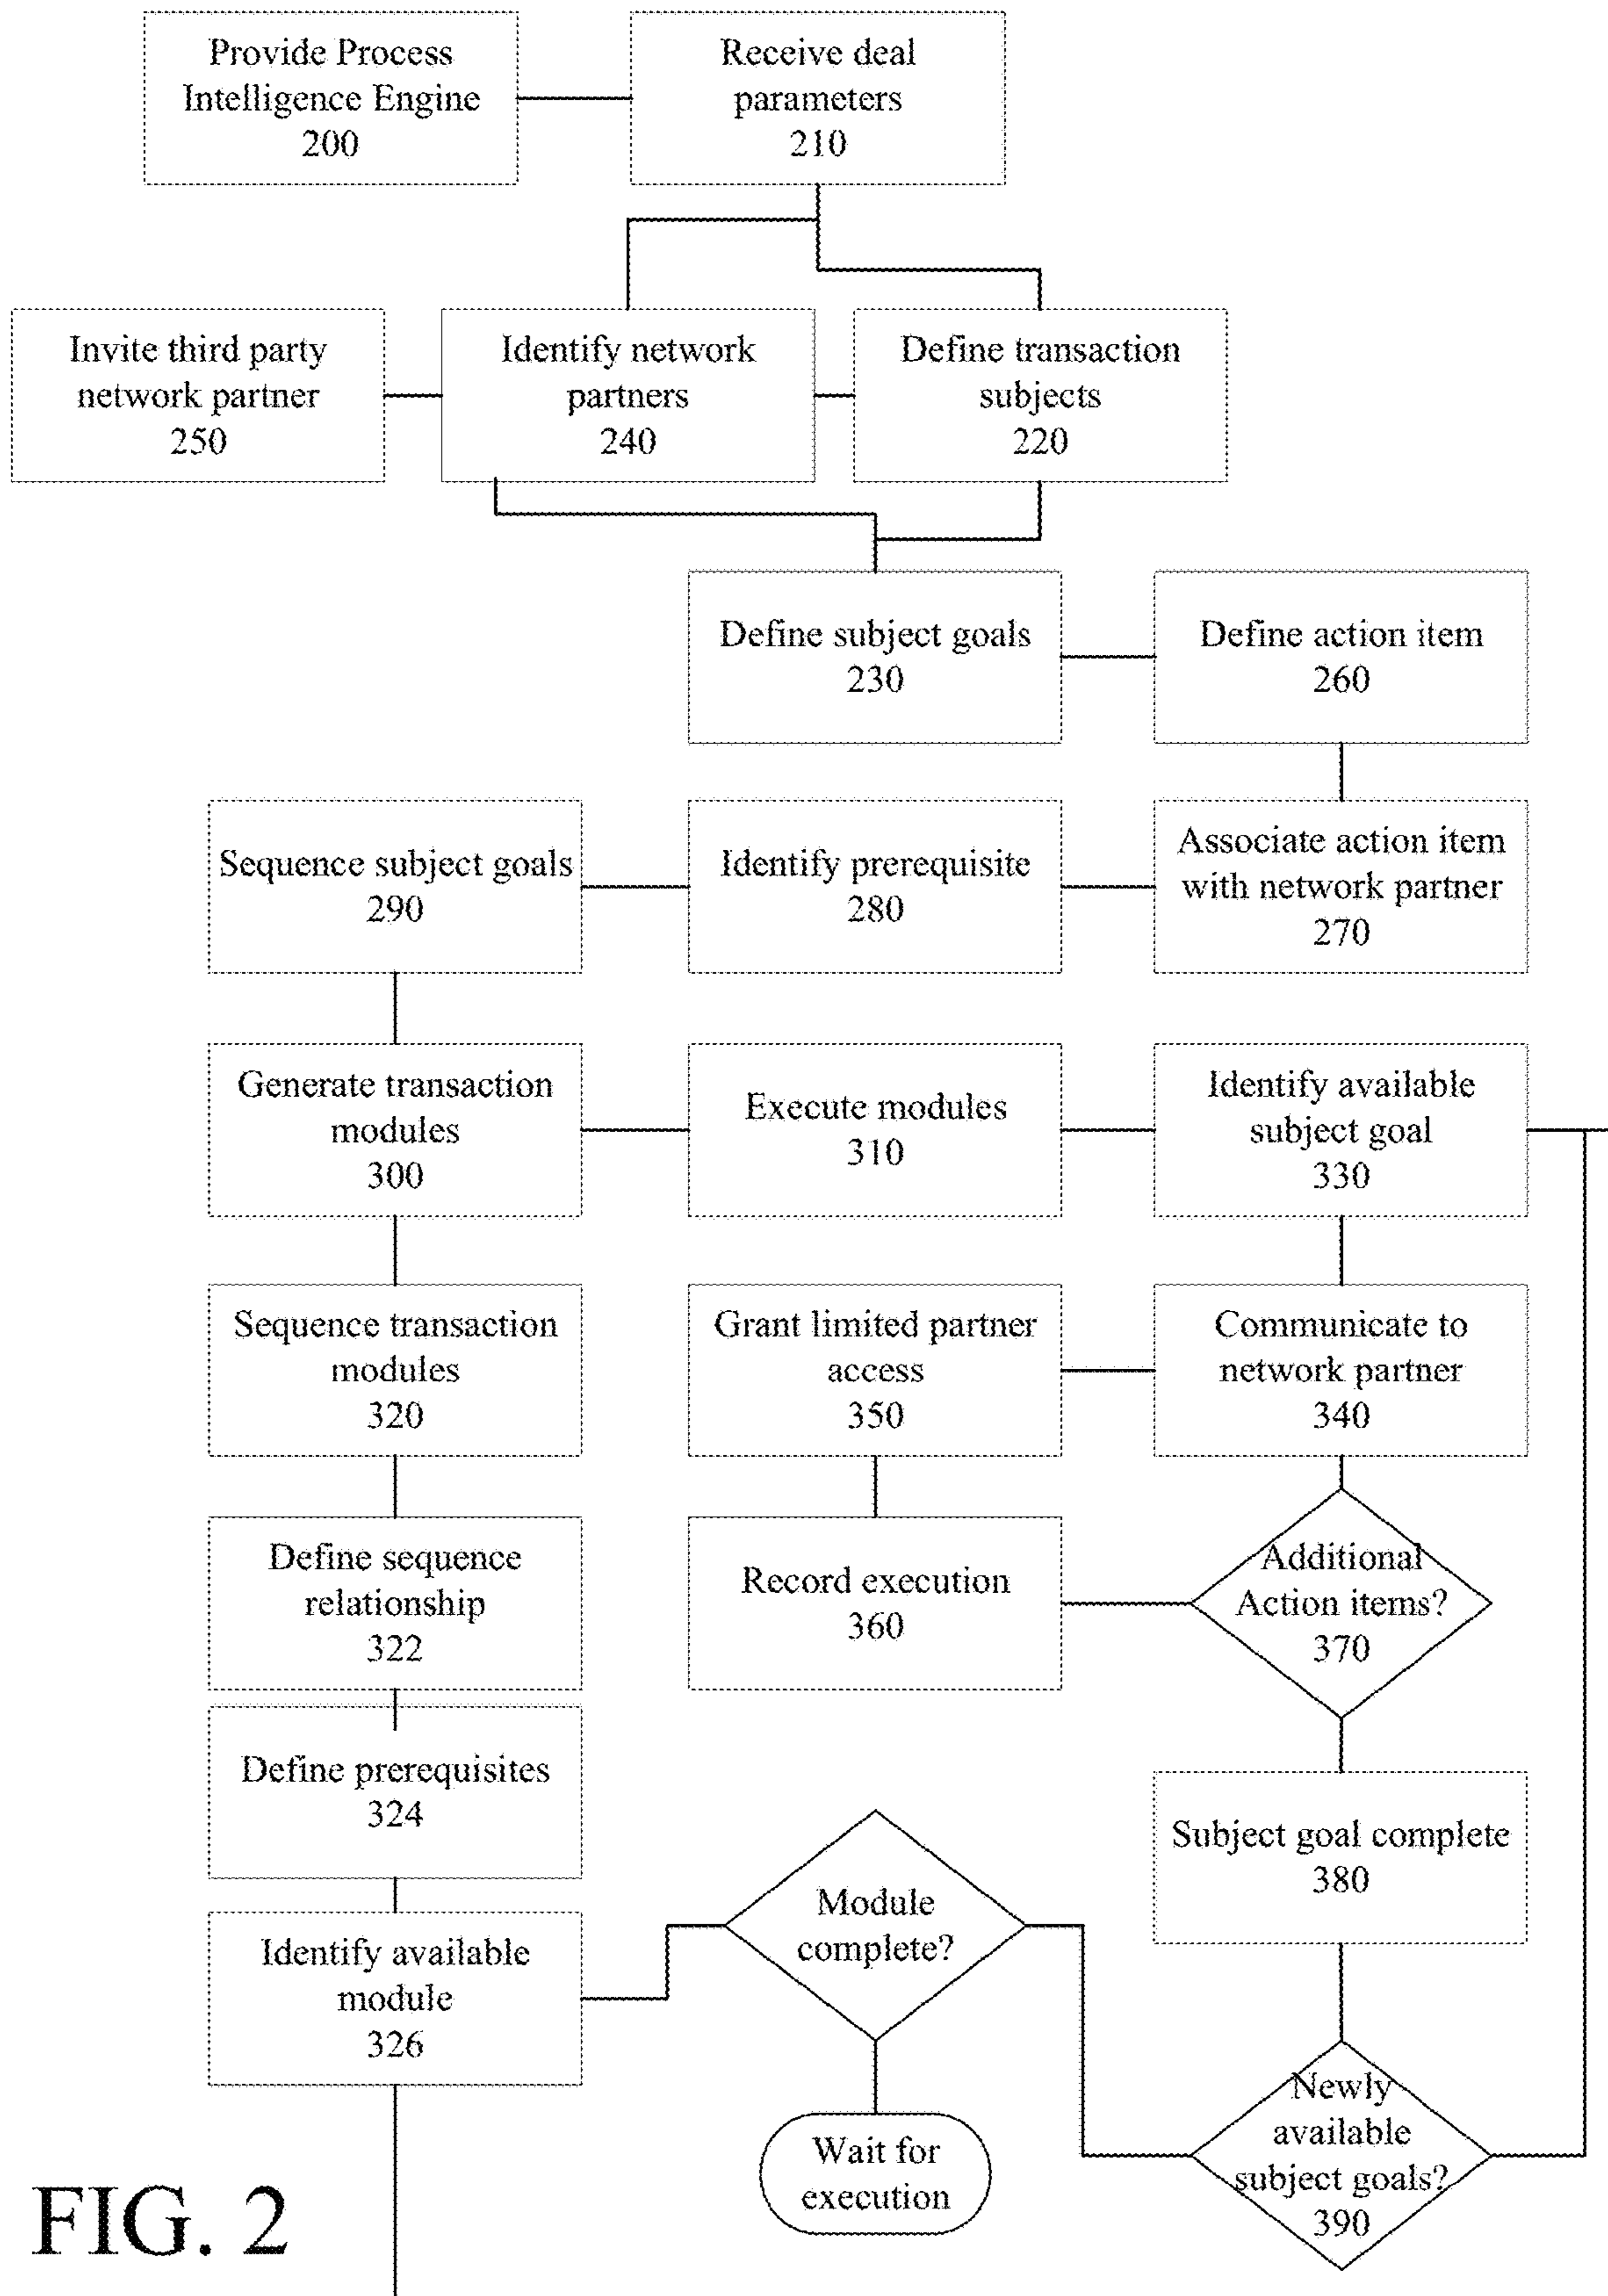 Provide Process
Intelligence Engine
200
Receive deal
parameters
210
Invite third party
network partner
250
Identify network
partners
240
Define transaction
subjects
220
Define subject goals
230
Define action item
260
Sequence subject goals
290
Identify prerequisite
280
Associate action item
with network partner
270
Generate transaction
modules
300
Execute modules
310
Identify available
subject goal
330
Sequence transaction
modules
320
Grant limited partner
access
350
Communicate to
network partner
340
Define sequence
relationship
322
Record execution
360
Additional
Action items?
370
Define prerequisites
324
Subject goal complete
380
Module
complete?
Identify available
module
326
Wait for
execution
Newly
available
subject goals?
390
FIG. 2